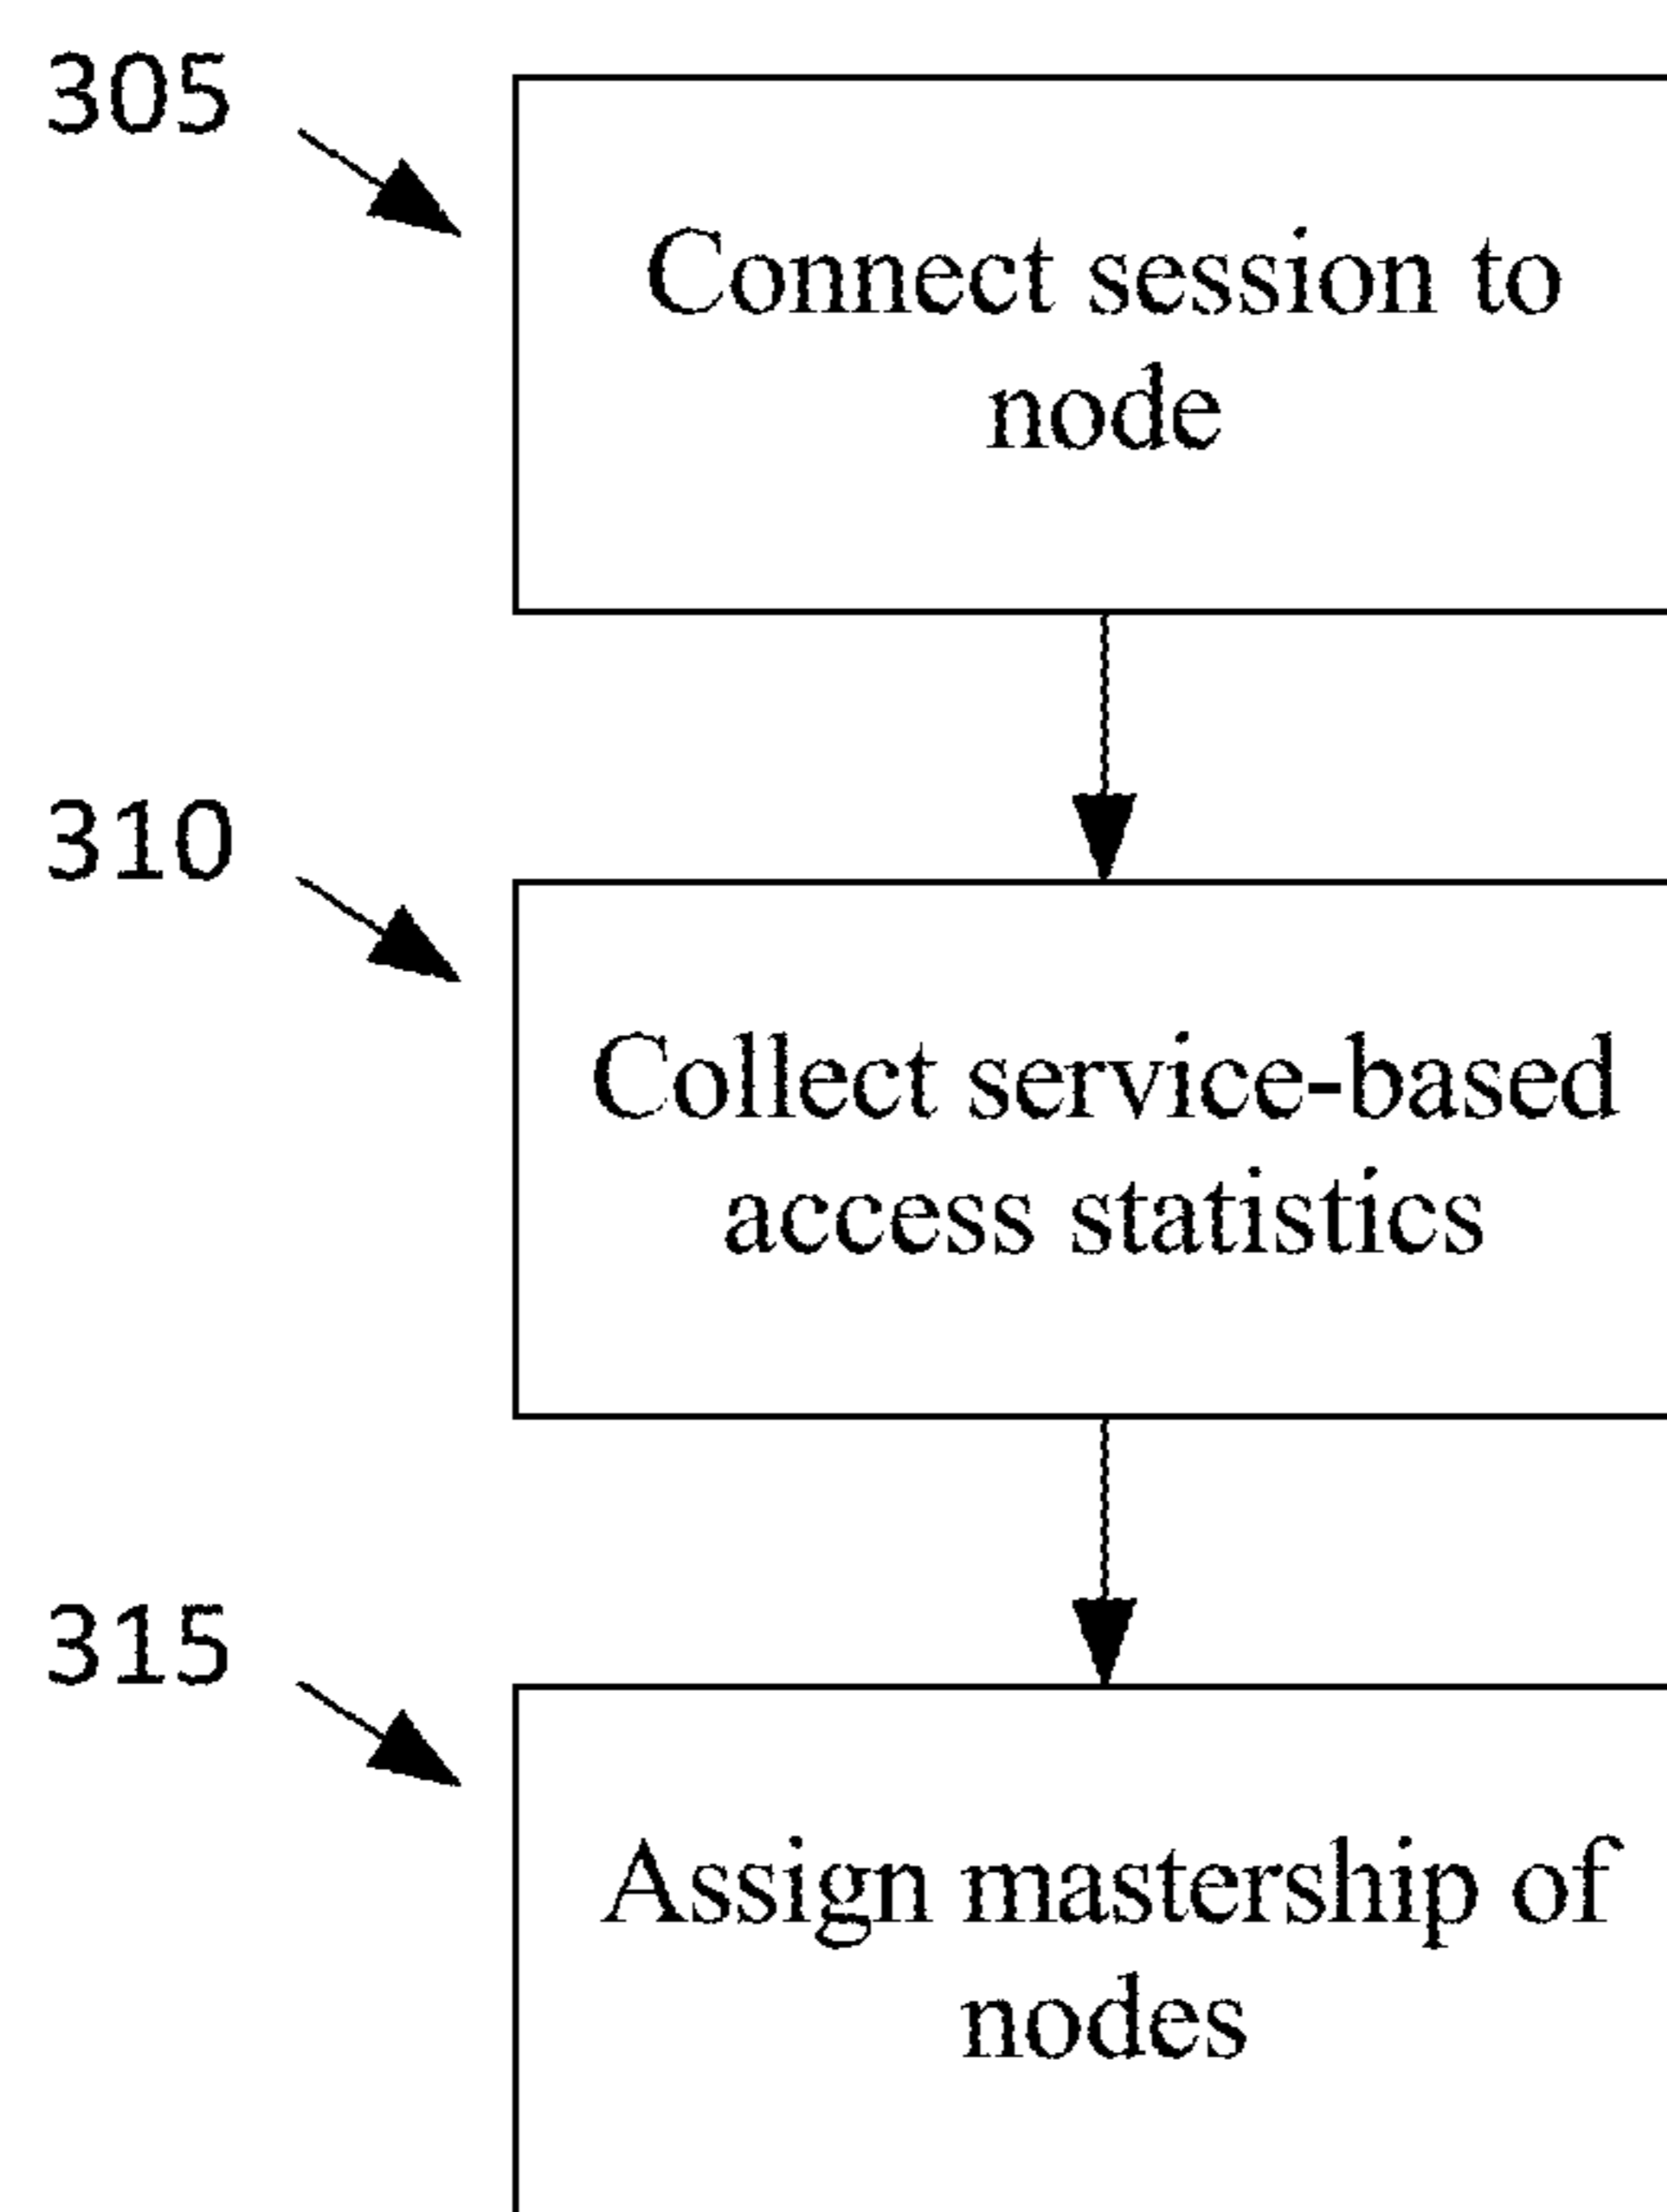 305
Connect session to
node
310
Collect service-based
access statistics
315
Assign mastership of
nodes